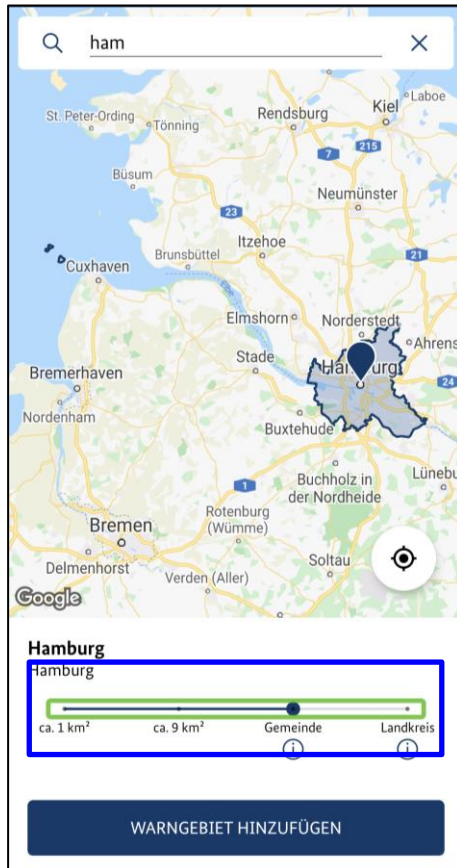 ham
Laboe
St. Peter-Ording
Tönning
Rendsburg
Kiel
7
215
Büsum
Neumünster
23
Itzehoe
21
Brunsbüttel
Cuxhaven
Elbe
Elmshorn
Norderstedt
Ahrens
Stade
Hamburg
Bremerhaven
24
Nordenham
Buxtehude
1
Buchholz in
der Nordheide
Lünebu
Rotenburg
(Wümme)
Bremen
Soltau
Delmenhorst
Verden (Aller)
Google
Hamburg
Hamburg
ca. 1 km²
ca. 9 km²
Gemeinde
Landkreis
WARNGEBIET HINZUFÜGEN